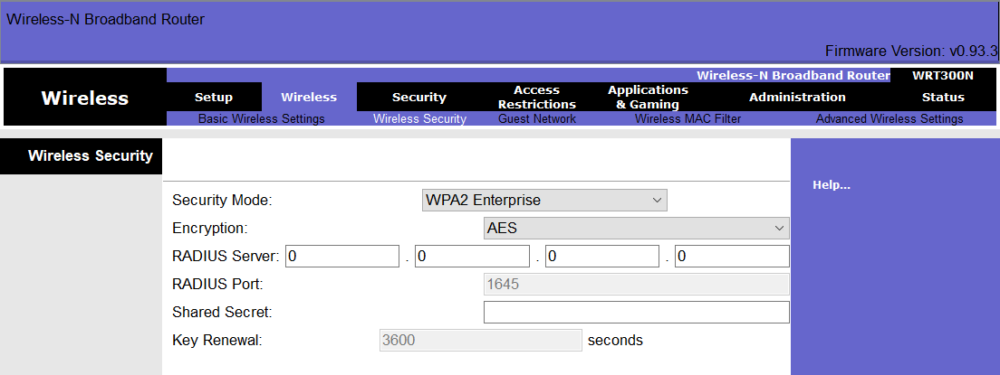 Wireless-N Broadband Router
Firmware Version: v0.93.3
Wireless-N Broadband Router WRT300N
Wireless
Setup Wireless Security Access Restrictions Applications & Gaming Administration Status
Basic Wireless Settings Wireless Security Guest Network Wireless MAC Filter Advanced Wireless Settings
Wireless Security
Help...
Security Mode: WPA2 Enterprise
Encryption: AES
RADIUS Server: 0 . 0 . 0 . 0
RADIUS Port: 1645
Shared Secret:
Key Renewal: 3600 seconds